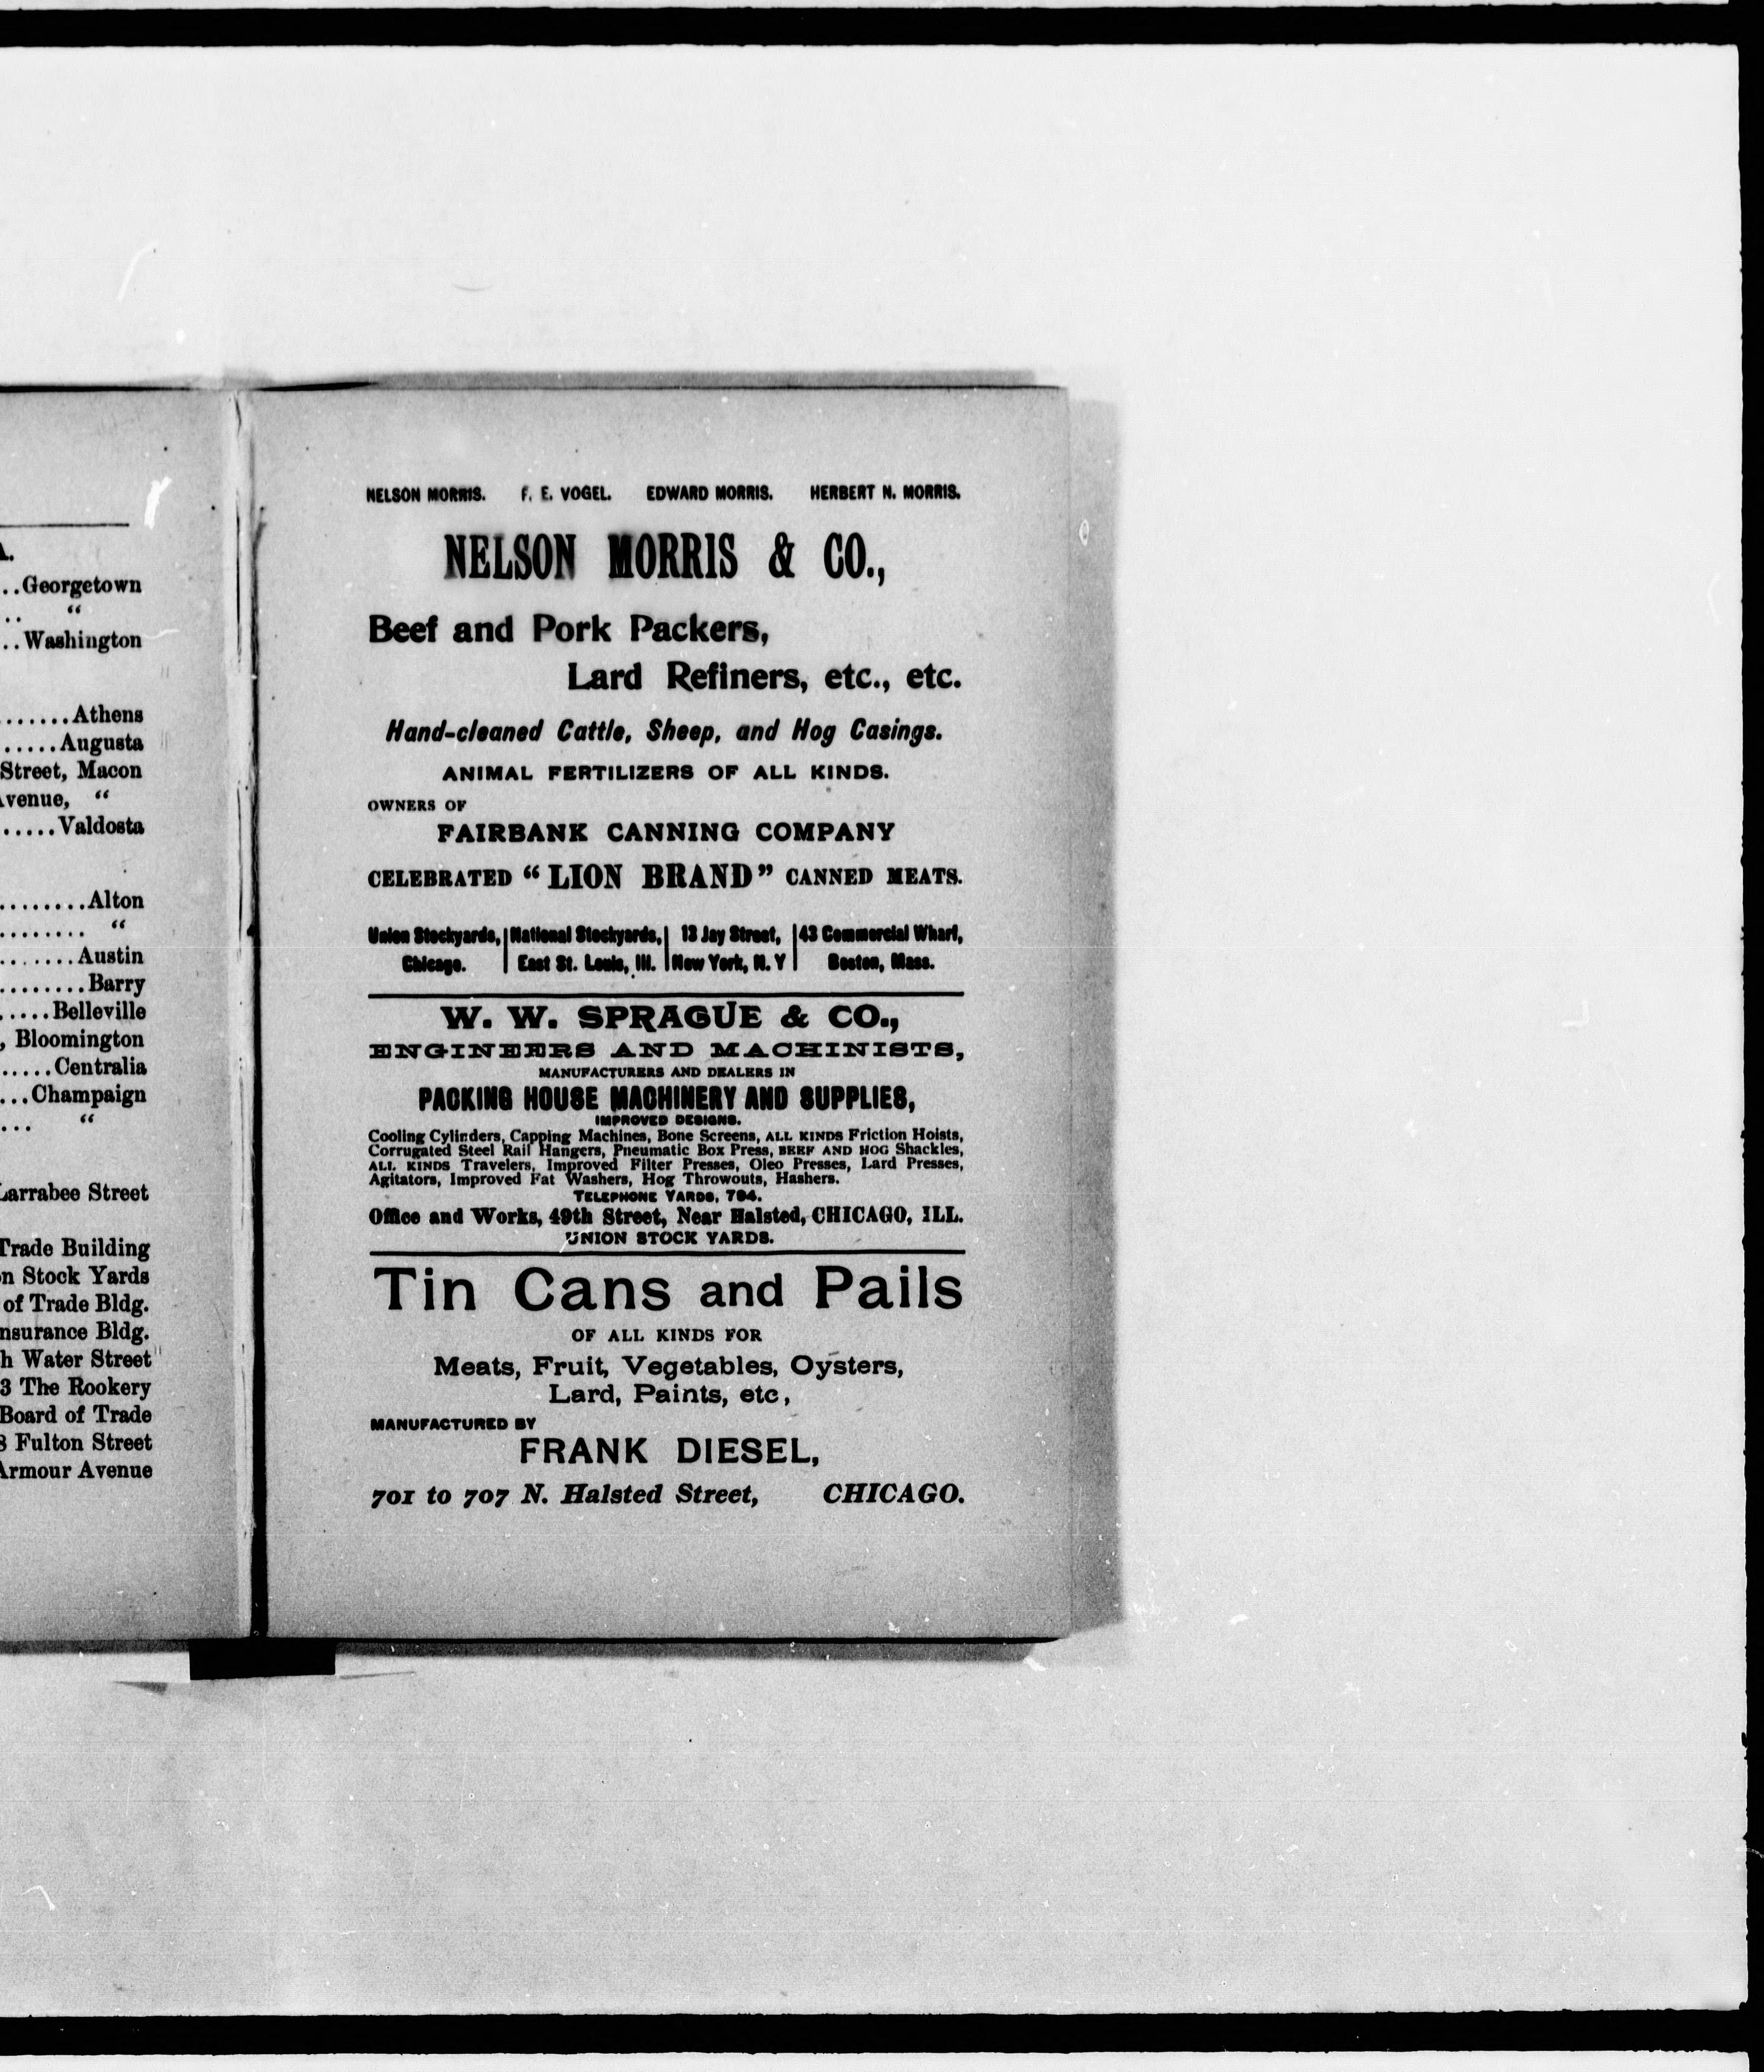 A.
..Georgetown
.. “
..Washington
.......Athens
.....Augusta
Street, Macon
Avenue, “
.....Valdosta
........Alton
........ “
.......Austin
........Barry
.....Belleville
, Bloomington
.....Centralia
...Champaign
... “
Larrabee Street
Trade Building
n Stock Yards
of Trade Bldg.
nsurance Bldg.
h Water Street
3 The Rookery
Board of Trade
8 Fulton Street
Armour Avenue
NELSON MORRIS. F. E. VOGEL. EDWARD MORRIS. HERBERT N. MORRIS.
NELSON MORRIS & CO.,
Beef and Pork Packers,
Lard Refiners, etc., etc.
Hand-cleaned Cattle, Sheep, and Hog Casings.
ANIMAL FERTILIZERS OF ALL KINDS.
OWNERS OF
FAIRBANK CANNING COMPANY
CELEBRATED “LION BRAND” CANNED MEATS.
Union Stockyards, | National Stockyards, | 13 Jay Street, | 43 Commercial Wharf,
Chicago. | East St. Louis, Ill. | New York, N. Y | Boston, Mass.
W. W. SPRAGUE & CO.,
ENGINEERS AND MACHINISTS,
MANUFACTURERS AND DEALERS IN
PACKING HOUSE MACHINERY AND SUPPLIES,
IMPROVED DESIGNS.
Cooling Cylinders, Capping Machines, Bone Screens, ALL KINDS Friction Hoists,
Corrugated Steel Rail Hangers, Pneumatic Box Press, BEEF AND HOG Shackles,
ALL KINDS Travelers, Improved Filter Presses, Oleo Presses, Lard Presses,
Agitators, Improved Fat Washers, Hog Throwouts, Hashers.
TELEPHONE YARDS, 794.
Office and Works, 49th Street, Near Halsted, CHICAGO, ILL.
UNION STOCK YARDS.
Tin Cans and Pails
OF ALL KINDS FOR
Meats, Fruit, Vegetables, Oysters,
Lard, Paints, etc,
MANUFACTURED BY
FRANK DIESEL,
701 to 707 N. Halsted Street, CHICAGO.